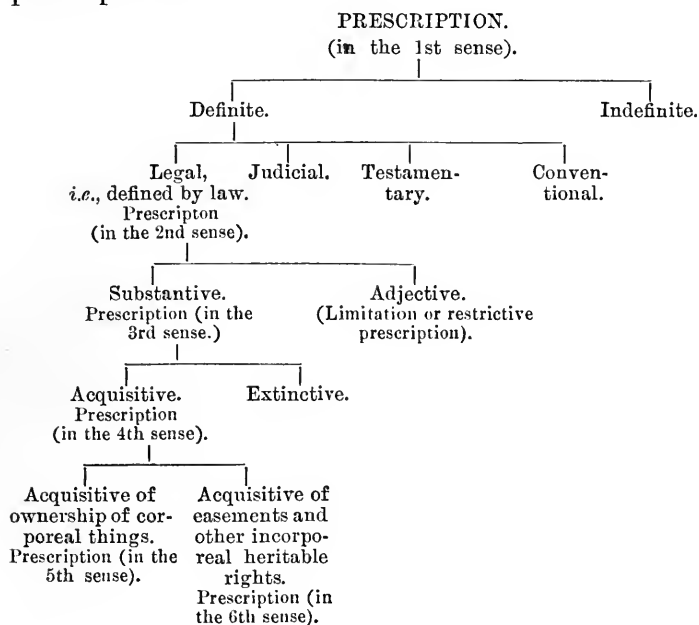 PRESCRIPTION.
(in the 1st sense).
Definite. Indefinite.
Legal, Judicial. Testamen- Conven-
i.e., defined by law. tary. tional.
Prescripton
(in the 2nd sense).
Substantive. Adjective.
Prescription (in the (Limitation or restrictive
3rd sense.) prescription).
Acquisitive. Extinctive.
Prescription
(in the 4th sense).
Acquisitive of Acquisitive of
ownership of cor- easements and
poreal things. other incorpo-
Prescription (in the real heritable
5th sense). rights.
Prescription (in
the 6th sense).